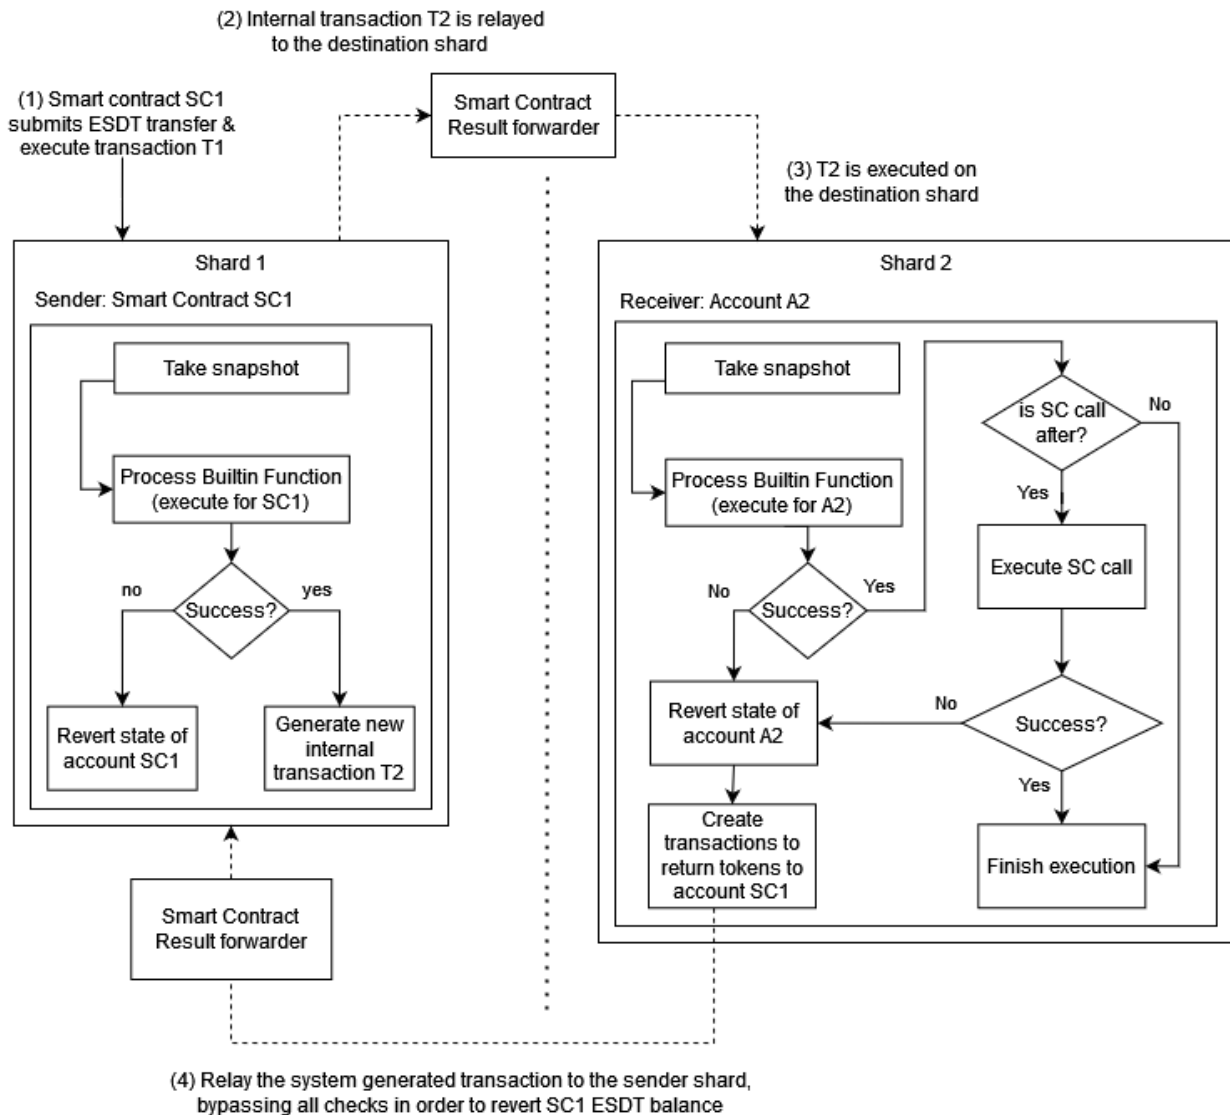 (2) Internal transaction T2 is relayed
to the destination shard
(1) Smart contract SC1
submits ESDT transfer &
execute transaction T1
Smart Contract
Result forwarder
(3) T2 is executed on
the destination shard
Shard 1
Sender: Smart Contract SC1
Take snapshot
Process Builtin Function
(execute for SC1)
no
yes
Success?
Revert state of
account SC1
Generate new
internal
transaction T2
Shard 2
Receiver: Account A2
Take snapshot
is SC call
after?
No
Process Builtin Function
(execute for A2)
Yes
Execute SC call
No
Yes
Success?
Revert state of
account A2
No
Success?
Yes
Create
transactions to
return tokens to
account SC1
Finish execution
Smart Contract
Result forwarder
(4) Relay the system generated transaction to the sender shard,
bypassing all checks in order to revert SC1 ESDT balance